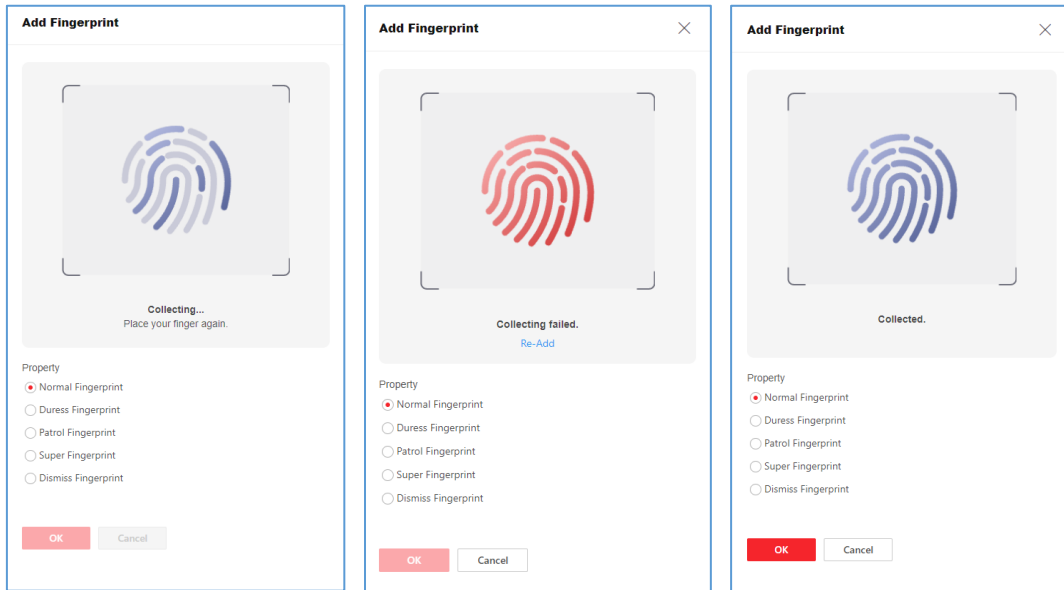 Add Fingerprint
Collecting...
Place your finger again.
Property
Normal Fingerprint
Duress Fingerprint
Patrol Fingerprint
Super Fingerprint
Dismiss Fingerprint
OK
Cancel
Add Fingerprint
Collecting failed.
Re-Add
Property
Normal Fingerprint
Duress Fingerprint
Patrol Fingerprint
Super Fingerprint
Dismiss Fingerprint
OK
Cancel
Add Fingerprint
Collected.
Property
Normal Fingerprint
Duress Fingerprint
Patrol Fingerprint
Super Fingerprint
Dismiss Fingerprint
OK
Cancel